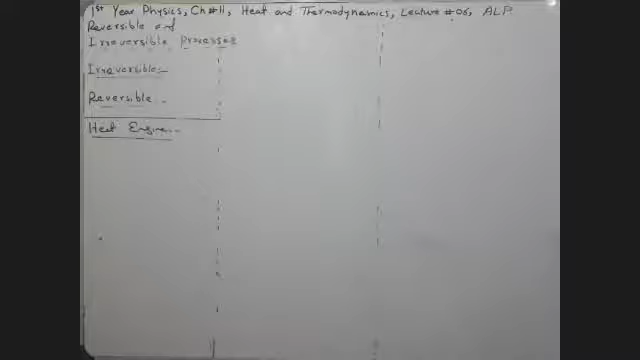 1st Year Physics, Ch#11, Heat and Thermodynamics, Lecture #06, ALP.
Reversible and
Irreversible Processes
Irreversible:-
Reversible -
Heat Engine:-